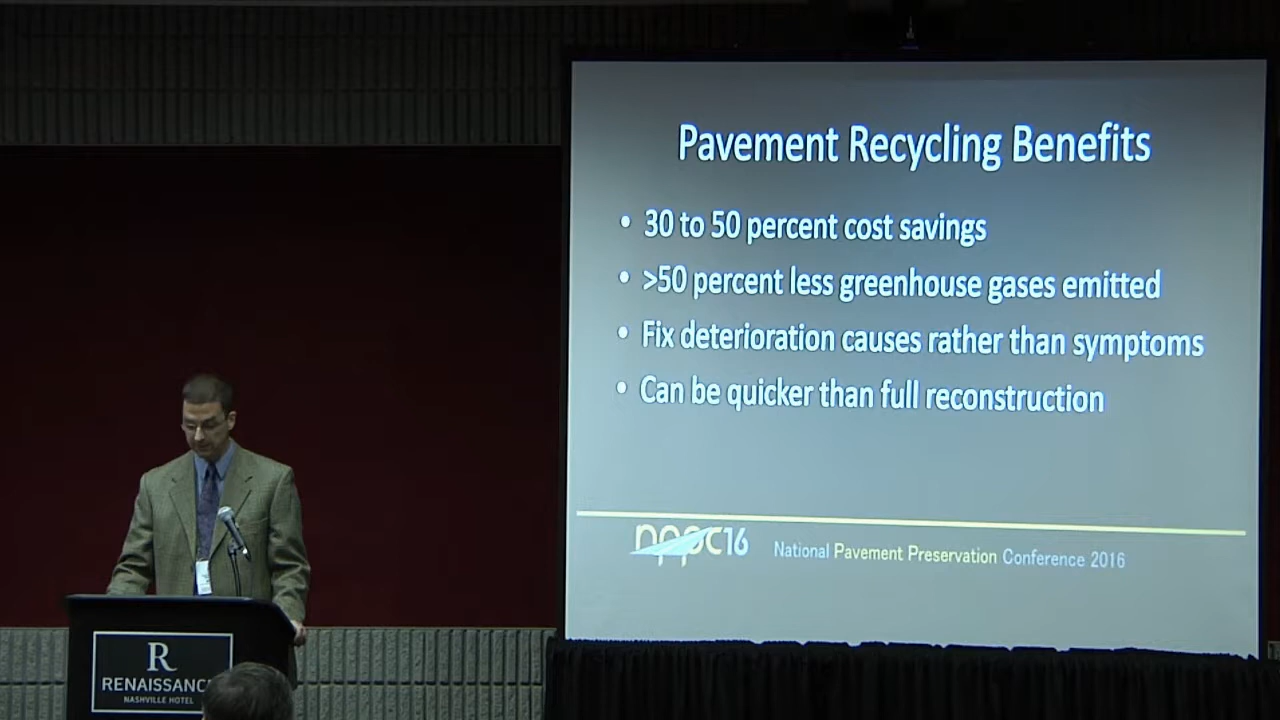 Pavement Recycling Benefits
• 30 to 50 percent cost savings
• >50 percent less greenhouse gases emitted
• Fix deterioration causes rather than symptoms
• Can be quicker than full reconstruction
nppc16
National Pavement Preservation Conference 2016
R
RENAISSANC
NASHVILLE HOTEL